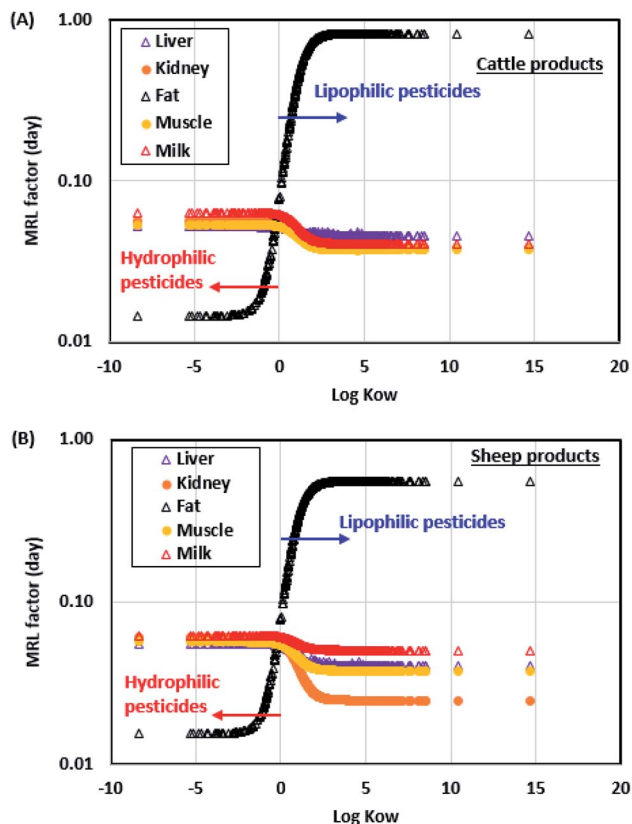 (A)
1.00
Liver
Kidney
Fat
Muscle
Milk
Cattle products
Lipophilic pesticides
MRL factor (day)
0.10
Hydrophilic
pesticides
0.01
-10 -5 0 5 10 15 20
Log Kow
(B)
1.00
Liver
Kidney
Fat
Muscle
Milk
Sheep products
Lipophilic pesticides
MRL factor (day)
0.10
Hydrophilic
pesticides
0.01
-10 -5 0 5 10 15 20
Log Kow